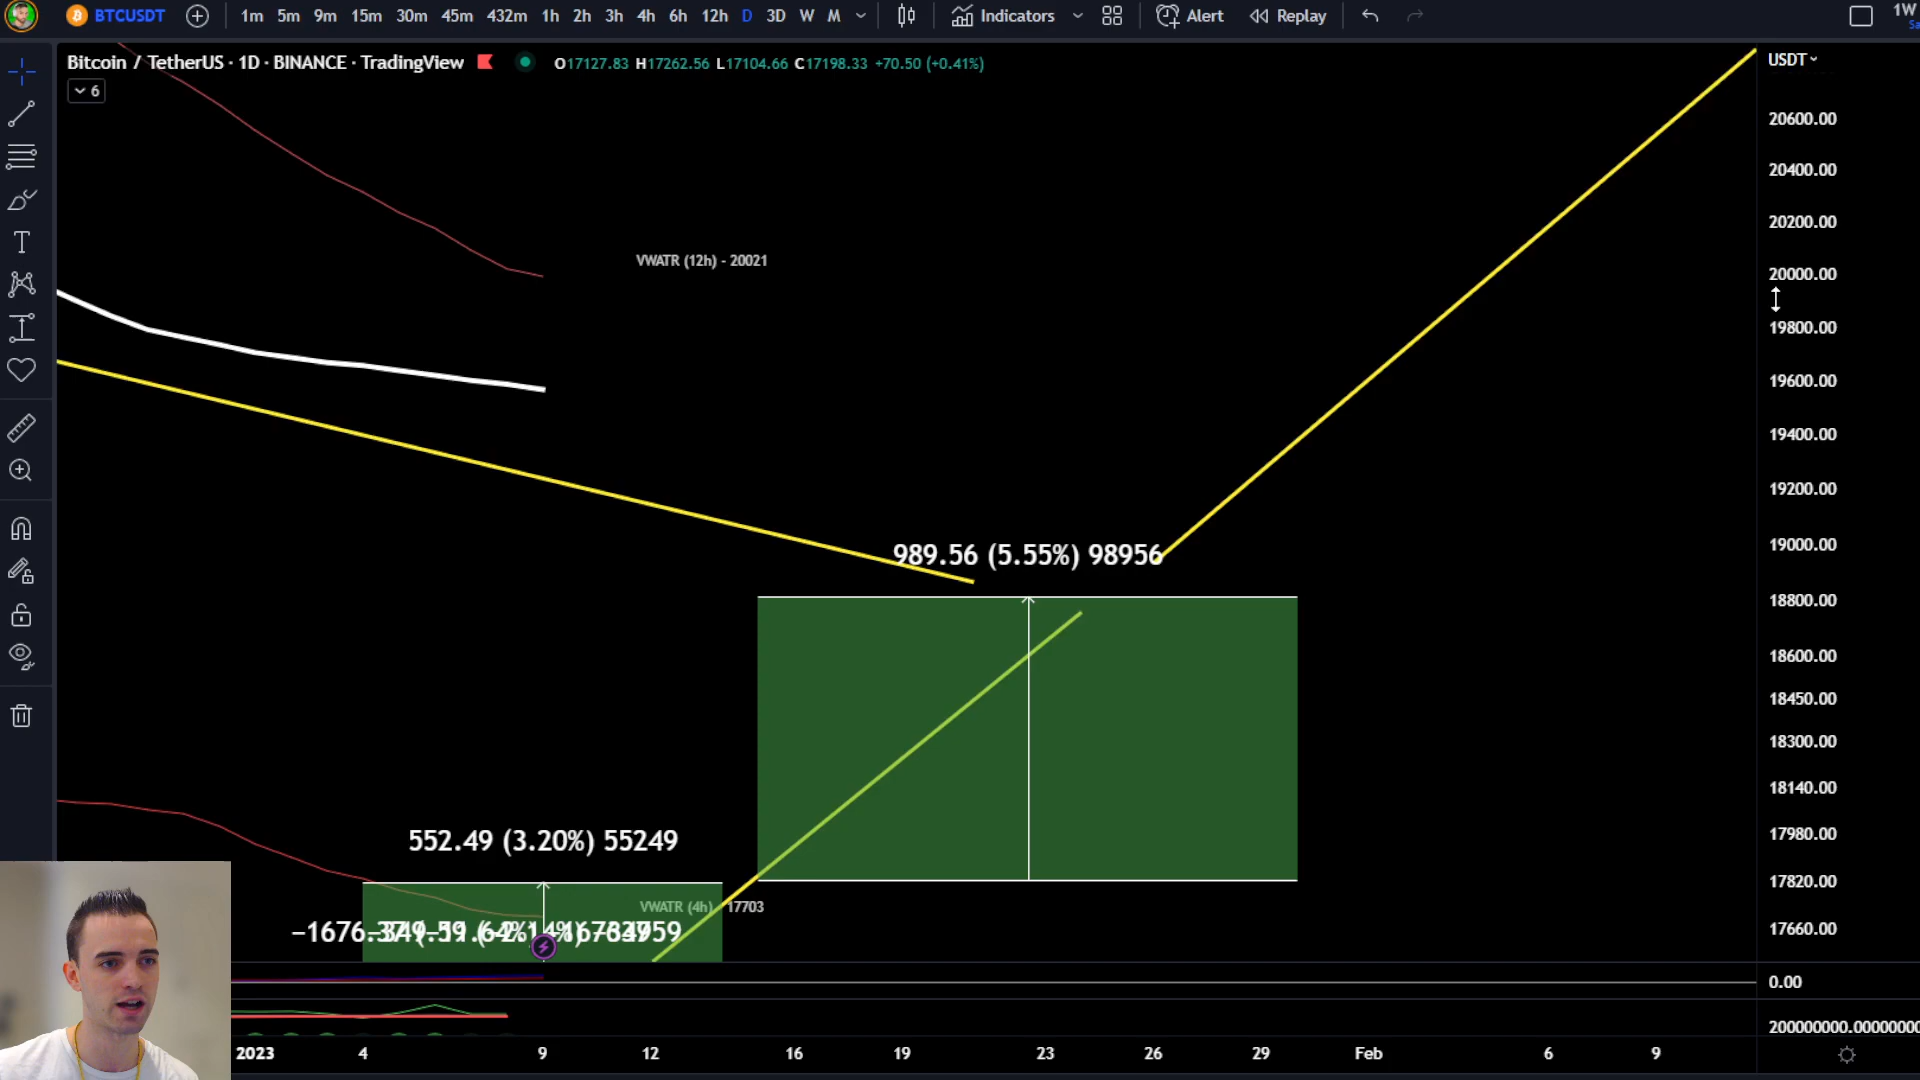 BTCUSDT 1m 5m 9m 15m 30m 45m 432m 1h 2h 3h 4h 6h 12h D 3D W M Indicators Alert Replay 1W
Bitcoin / TetherUS · 1D · BINANCE · TradingView O17127.83 H17262.56 L17104.66 C17198.33 +70.50 (+0.41%) USDT
6
20600.00
20400.00
20200.00
VWATR (12h) - 20021
20000.00
19800.00
19600.00
19400.00
19200.00
989.56 (5.55%) 98956
19000.00
18800.00
18600.00
18450.00
18300.00
18140.00
552.49 (3.20%) 55249
17980.00
17820.00
VWATR (4h) - 17703
17660.00
0.00
2023 4 9 12 16 19 23 26 29 Feb 6 9